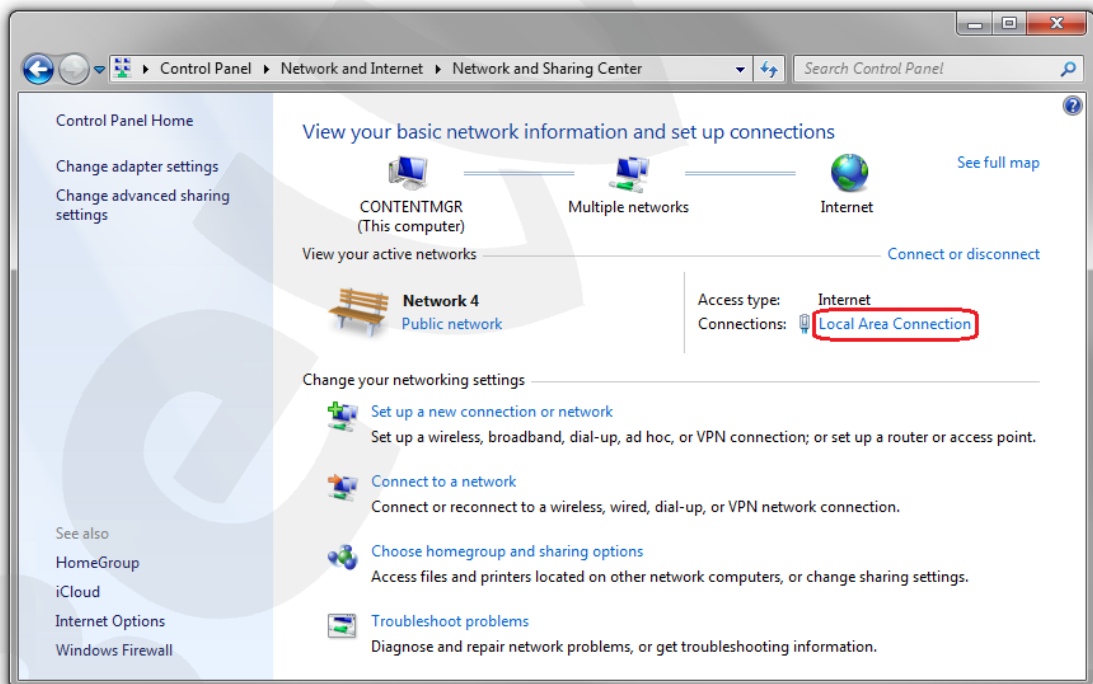 Control Panel ▸ Network and Internet ▸ Network and Sharing Center
Search Control Panel
Control Panel Home
Change adapter settings
Change advanced sharing
settings
See also
HomeGroup
iCloud
Internet Options
Windows Firewall
View your basic network information and set up connections
See full map
CONTENTMGR
(This computer)
Multiple networks
Internet
View your active networks
Connect or disconnect
Network 4
Public network
Access type: Internet
Connections: Local Area Connection
Change your networking settings
Set up a new connection or network
Set up a wireless, broadband, dial-up, ad hoc, or VPN connection; or set up a router or access point.
Connect to a network
Connect or reconnect to a wireless, wired, dial-up, or VPN network connection.
Choose homegroup and sharing options
Access files and printers located on other network computers, or change sharing settings.
Troubleshoot problems
Diagnose and repair network problems, or get troubleshooting information.